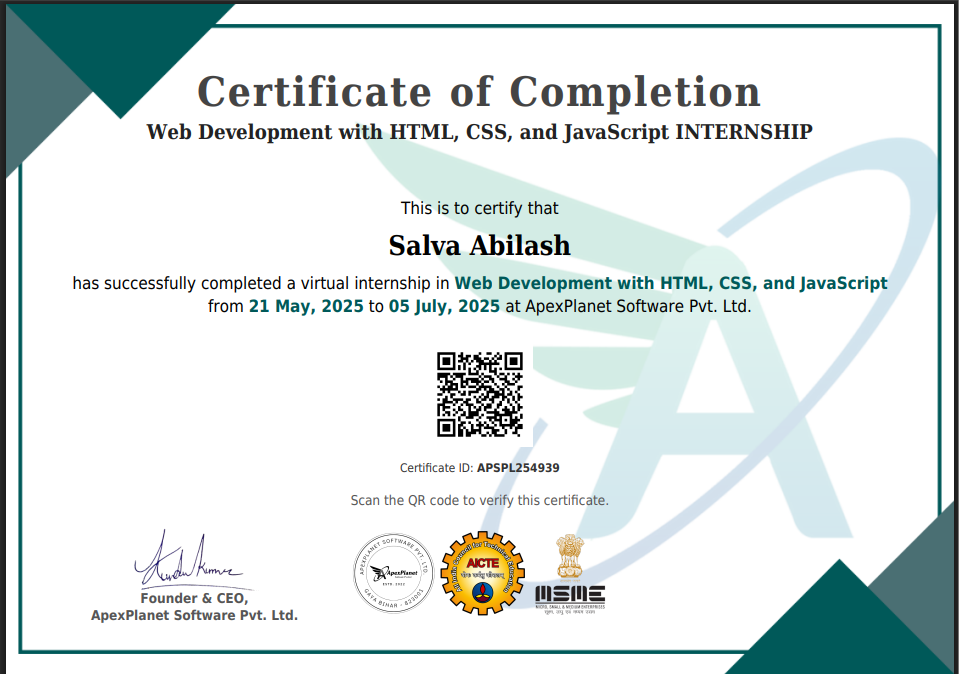 Certificate of Completion
Web Development with HTML, CSS, and JavaScript INTERNSHIP
This is to certify that
Salva Abilash
has successfully completed a virtual internship in Web Development with HTML, CSS, and JavaScript
from 21 May, 2025 to 05 July, 2025 at ApexPlanet Software Pvt. Ltd.
Certificate ID: APSPL254939
Scan the QR code to verify this certificate.
Founder & CEO,
ApexPlanet Software Pvt. Ltd.
APEXPLANET SOFTWARE PVT. LTD
ApexPlanet
ESTD. 2022
GAYA BIHAR - 823001
All India Council for Technical Education
AICTE
MSME
MICRO, SMALL & MEDIUM ENTERPRISES